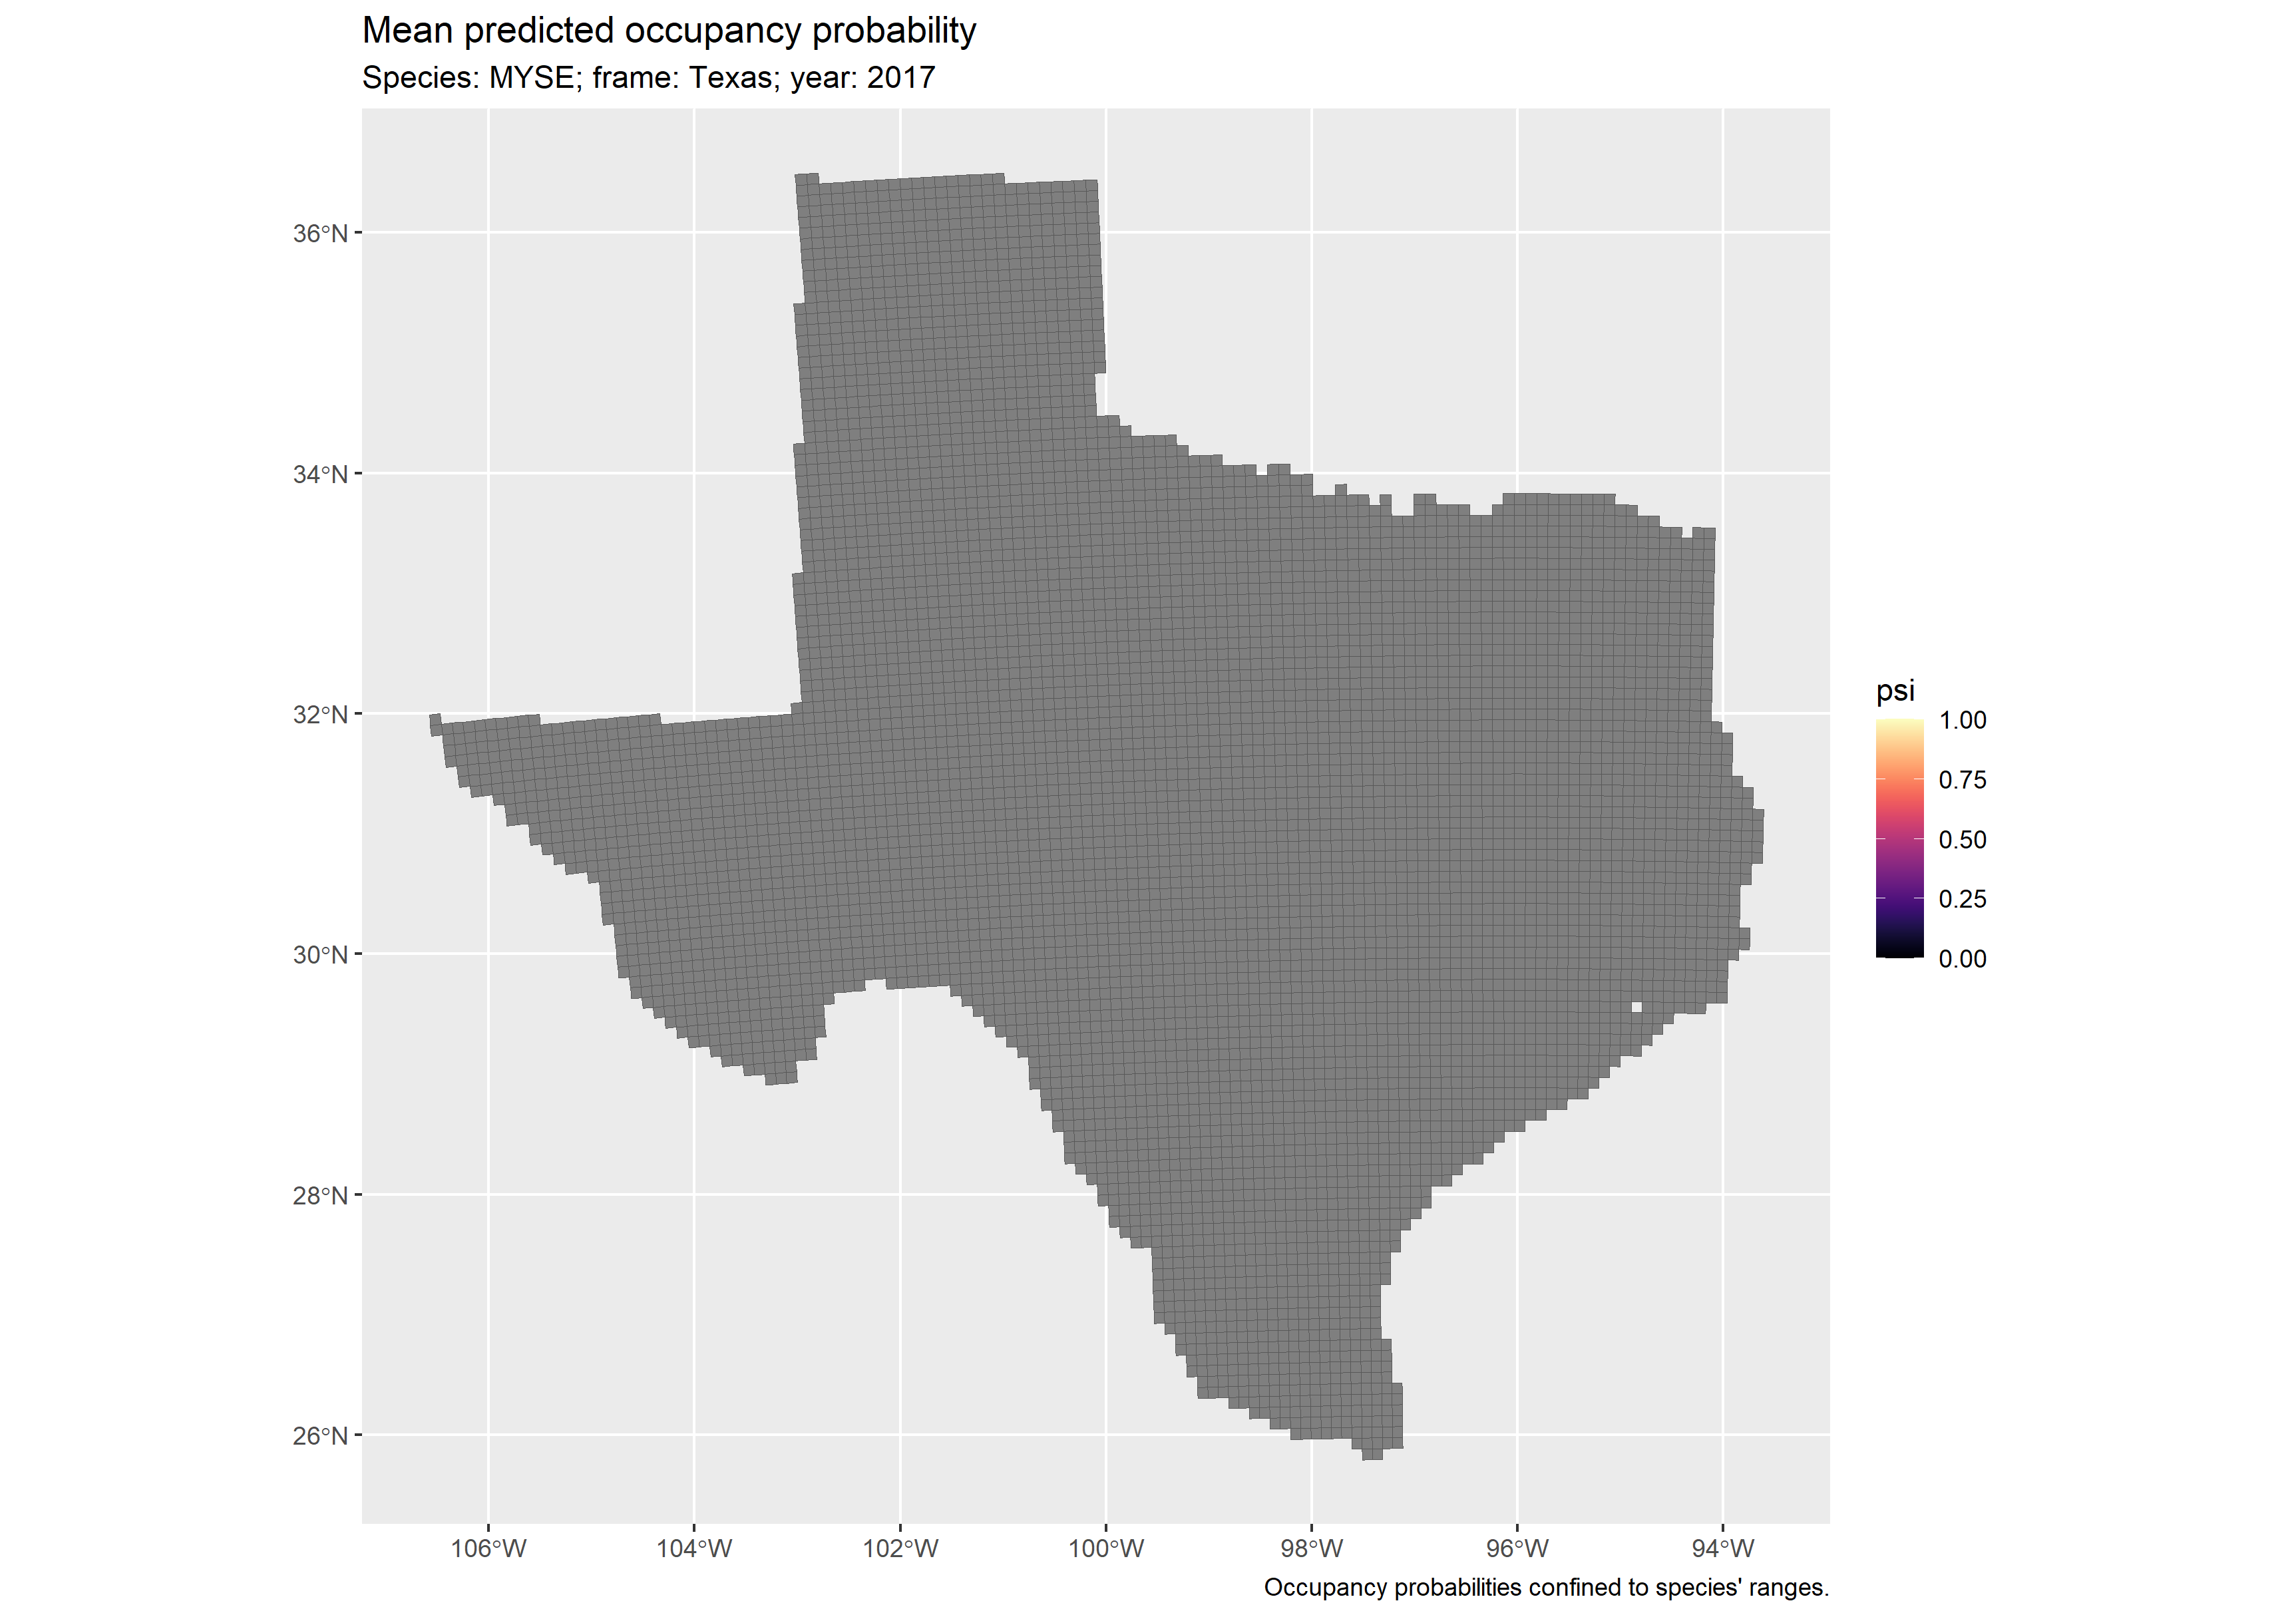 Mean predicted occupancy probability
Species: MYSE; frame: Texas; year: 2017
36°N
34°N
32°N
30°N
28°N
26°N
106°W
104°W
102°W
100°W
98°W
96°W
94°W
psi
1.00
0.75
0.50
0.25
0.00
Occupancy probabilities confined to species' ranges.